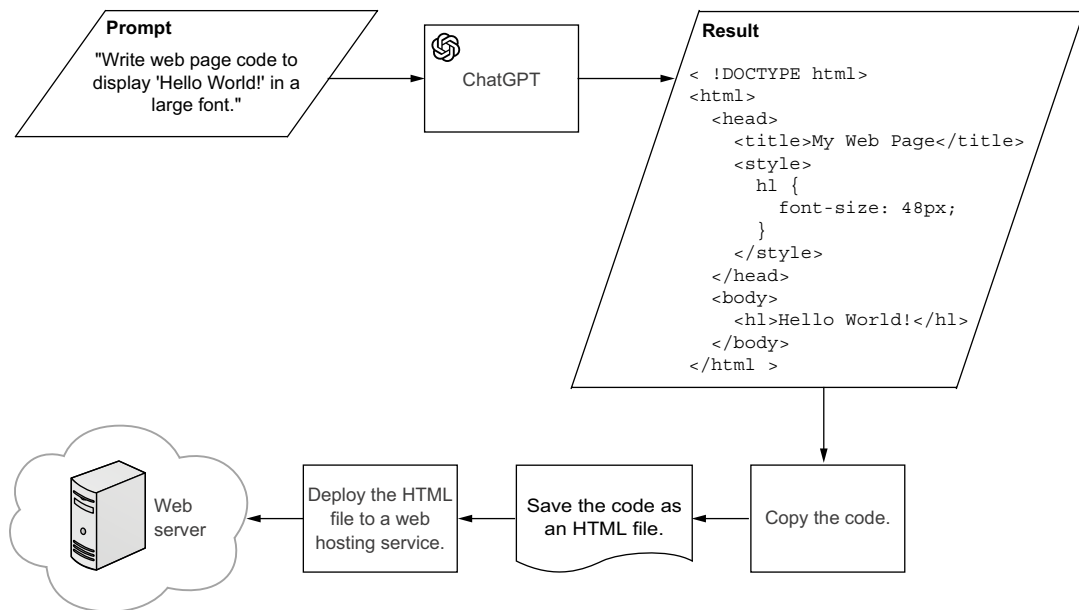 Prompt
"Write web page code to
display 'Hello World!' in a
large font."
ChatGPT
Result
< !DOCTYPE html>
<html>
<head>
<title>My Web Page</title>
<style>
hl {
font-size: 48px;
}
</style>
</head>
<body>
<hl>Hello World!</hl>
</body>
</html >
Copy the code.
Save the code as
an HTML file.
Deploy the HTML
file to a web
hosting service.
Web
server